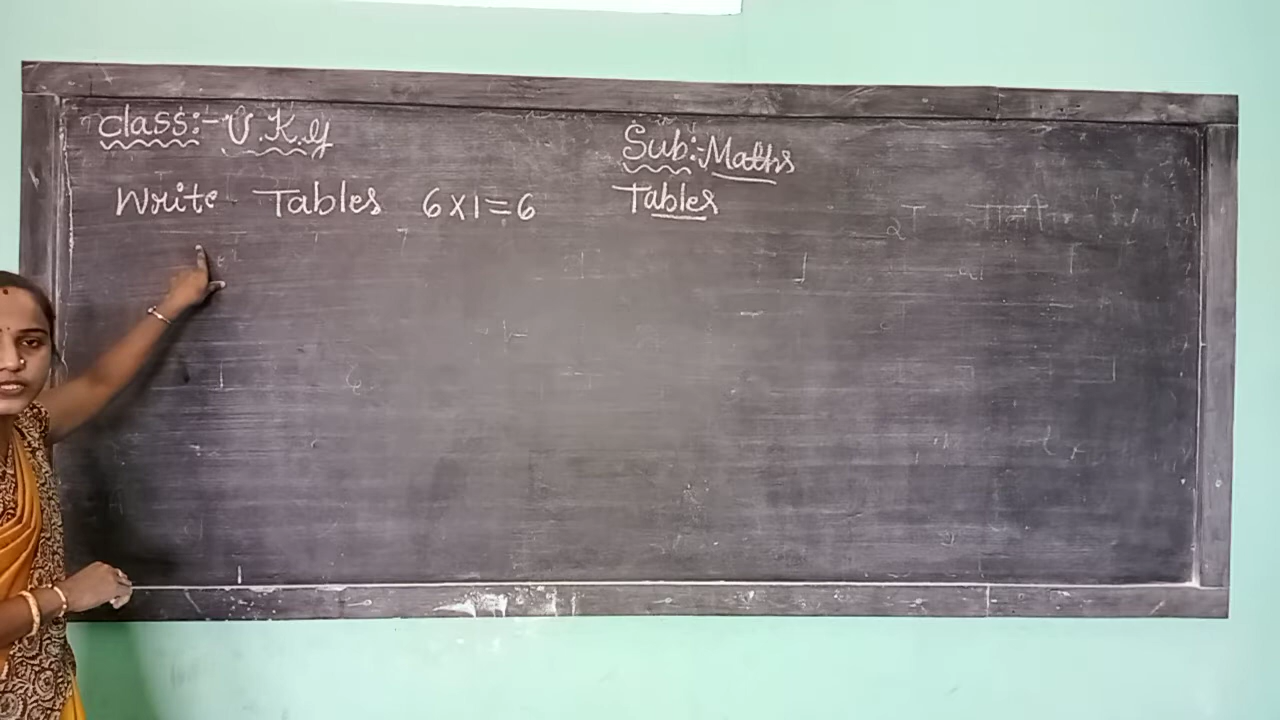 class:- U.K.G
Sub:- Maths
Write Tables 6x1=6
Tables